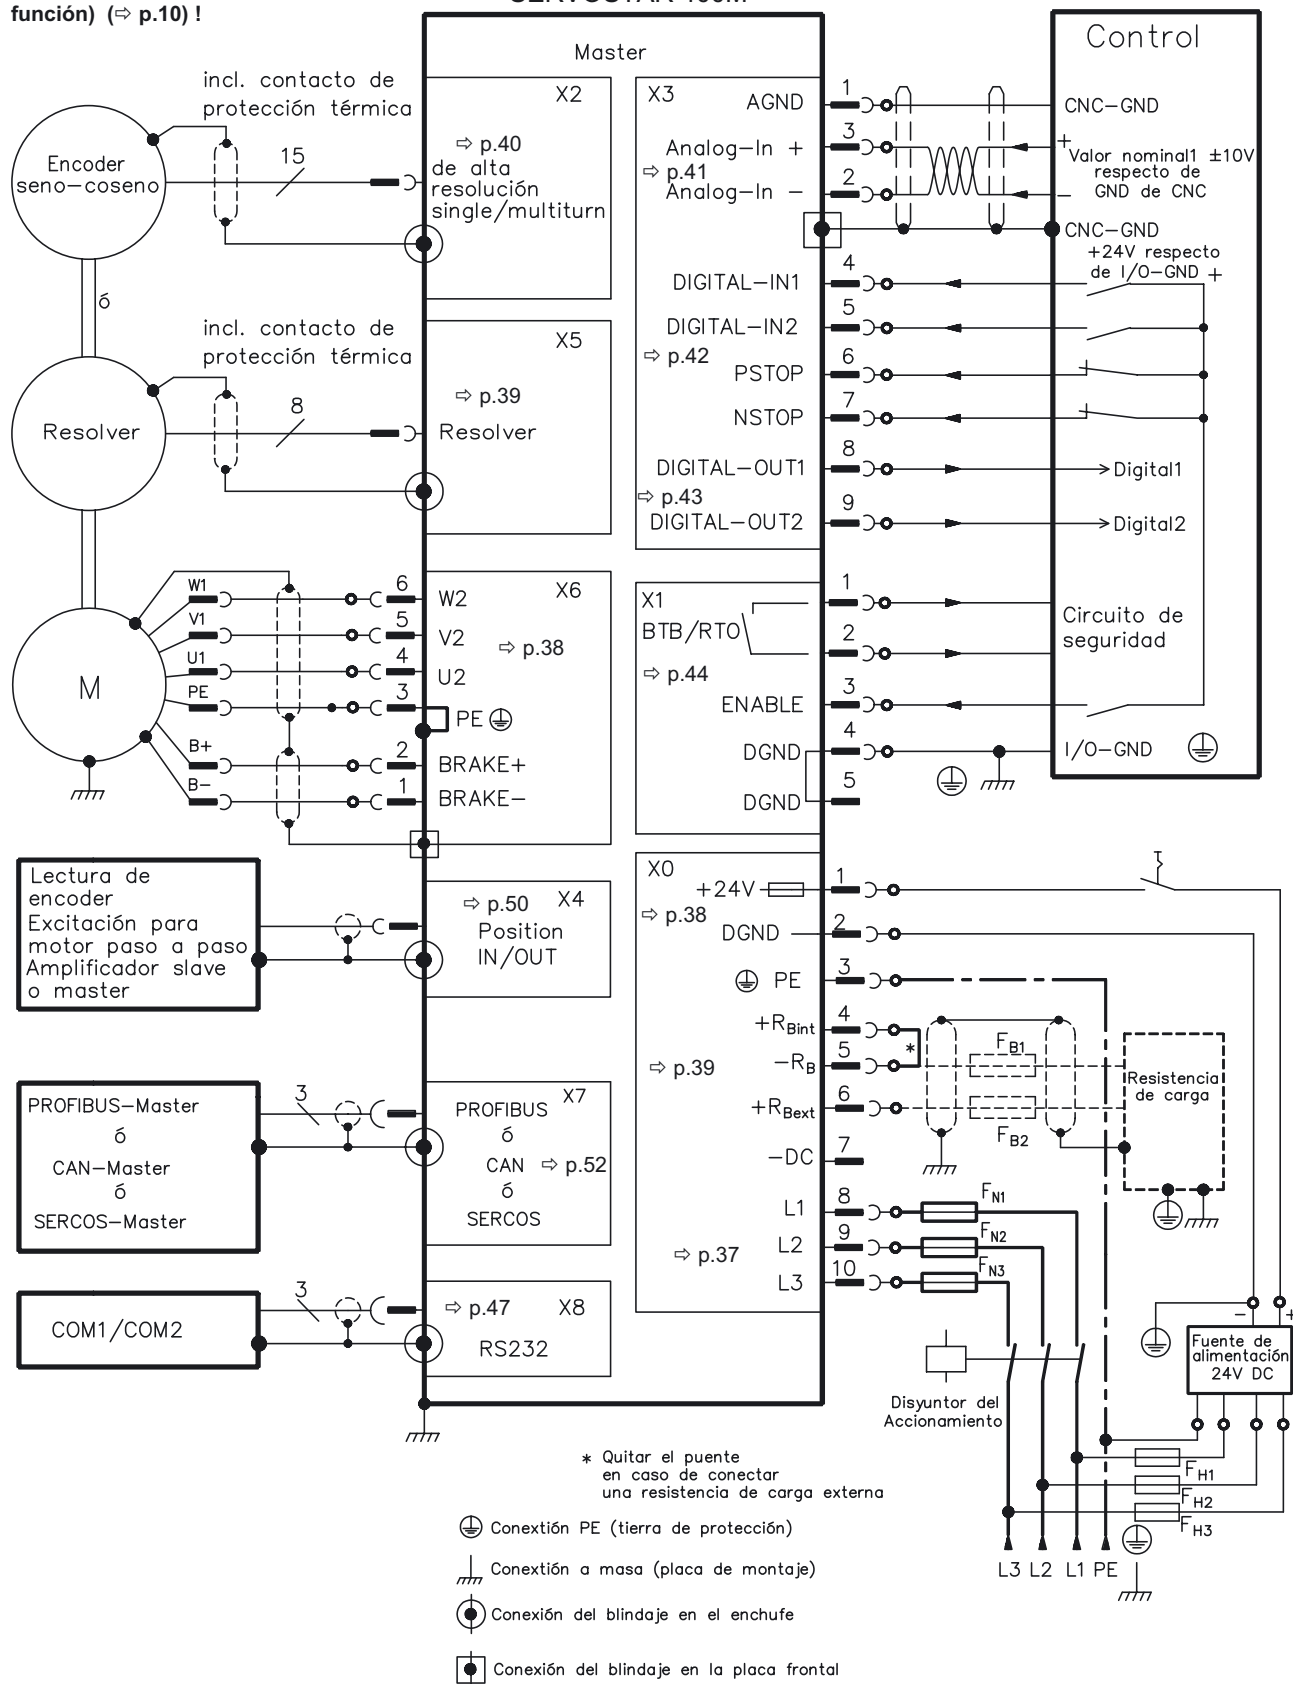 función) (⇨ p.10) !
Master
Control
incl. contacto de
protección térmica
Encoder
seno-coseno
15
X2
⇨ p.40
de alta
resolución
single/multiturn
ó
incl. contacto de
protección térmica
Resolver
8
X5
⇨ p.39
Resolver
M
W1
V1
U1
PE
B+
B-
6
5
4
3
2
1
X6
W2
V2
U2
⇨ p.38
PE
BRAKE+
BRAKE-
Lectura de
encoder
Excitación para
motor paso a paso
Amplificador slave
o master
⇨ p.50
X4
Position
IN/OUT
PROFIBUS-Master
ó
CAN-Master
ó
SERCOS-Master
3
X7
PROFIBUS
ó
CAN ⇨ p.52
ó
SERCOS
COM1/COM2
3
⇨ p.47
X8
RS232
X3
AGND
1
CNC-GND
Analog-In +
3
+
⇨ p.41
Analog-In -
2
-
Valor nominal1 ±10V
respecto de
GND de CNC
CNC-GND
+24V respecto
de I/O-GND +
DIGITAL-IN1
4
DIGITAL-IN2
5
⇨ p.42
PSTOP
6
NSTOP
7
DIGITAL-OUT1
8
Digital1
⇨ p.43
DIGITAL-OUT2
9
Digital2
X1
BTB/RTO
1
2
Circuito de
seguridad
⇨ p.44
ENABLE
3
DGND
4
I/O-GND
DGND
5
X0
+24V
1
⇨ p.38
DGND
2
PE
3
+RBint
4
*
⇨ p.39
-RB
5
FB1
+RBext
6
FB2
Resistencia
de carga
-DC
7
L1
8
FN1
L2
9
FN2
⇨ p.37
L3
10
FN3
-
+
Fuente de
alimentación
24V DC
Disyuntor del
Accionamiento
FH1
FH2
FH3
L3 L2 L1 PE
* Quitar el puente
en caso de conectar
una resistencia de carga externa
Conextión PE (tierra de protección)
Conextión a masa (placa de montaje)
Conexión del blindaje en el enchufe
Conexión del blindaje en la placa frontal